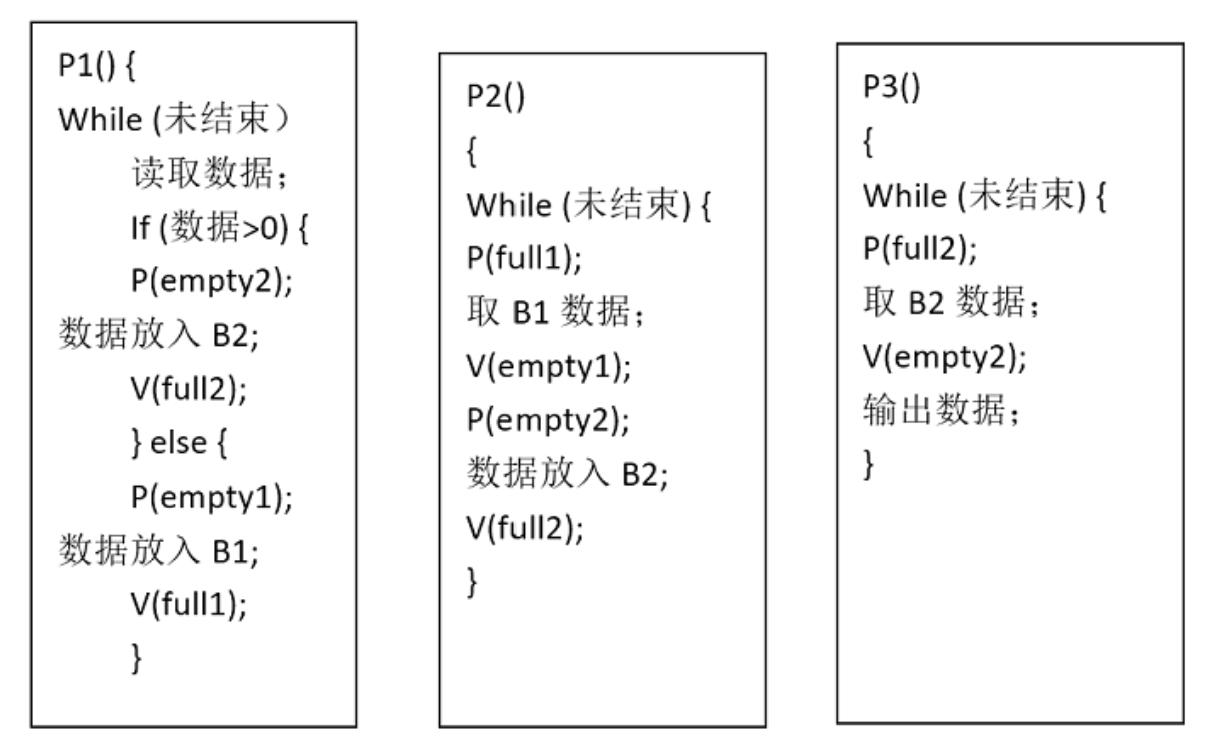 P1() {
While (未结束）
读取数据；
If (数据>0) {
P(empty2);
数据放入 B2;
V(full2);
} else {
P(empty1);
数据放入 B1;
V(full1);
}
P2()
{
While (未结束) {
P(full1);
取 B1 数据；
V(empty1);
P(empty2);
数据放入 B2;
V(full2);
}
P3()
{
While (未结束) {
P(full2);
取 B2 数据；
V(empty2);
输出数据；
}